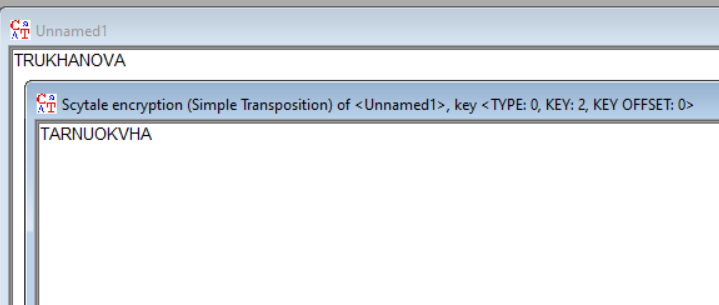 Unnamed1
TRUKHANOVA
Scytale encryption (Simple Transposition) of <Unnamed1>, key <TYPE: 0, KEY: 2, KEY OFFSET: 0>
TARNUOKVHA